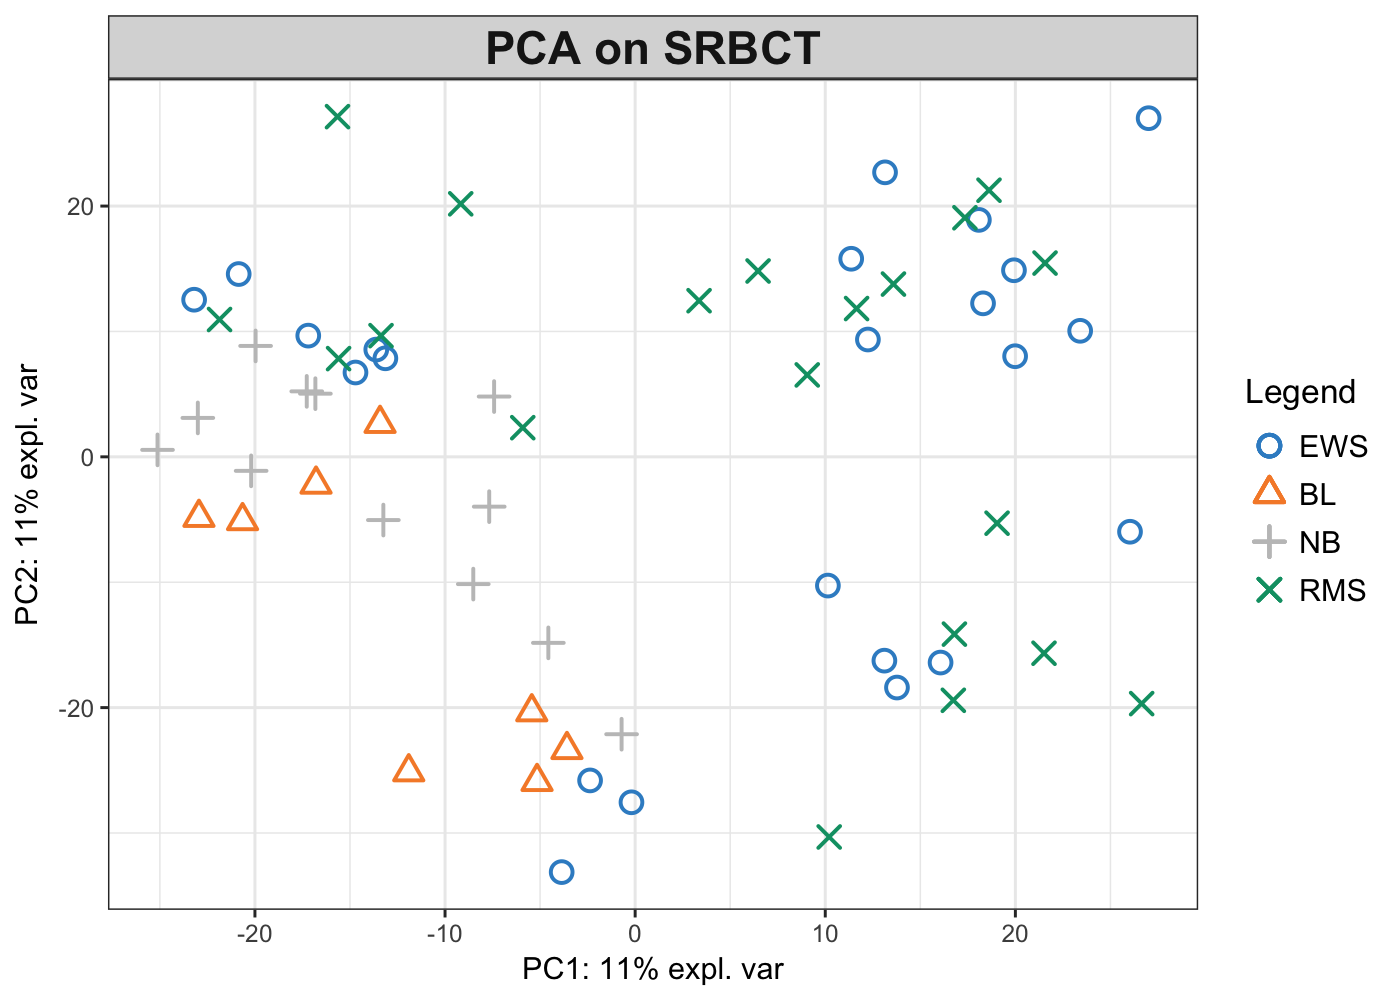 PCA on SRBCT
PC2: 11% expl. var
20
0
-20
-20
-10
0
10
20
PC1: 11% expl. var
Legend
EWS
BL
NB
RMS